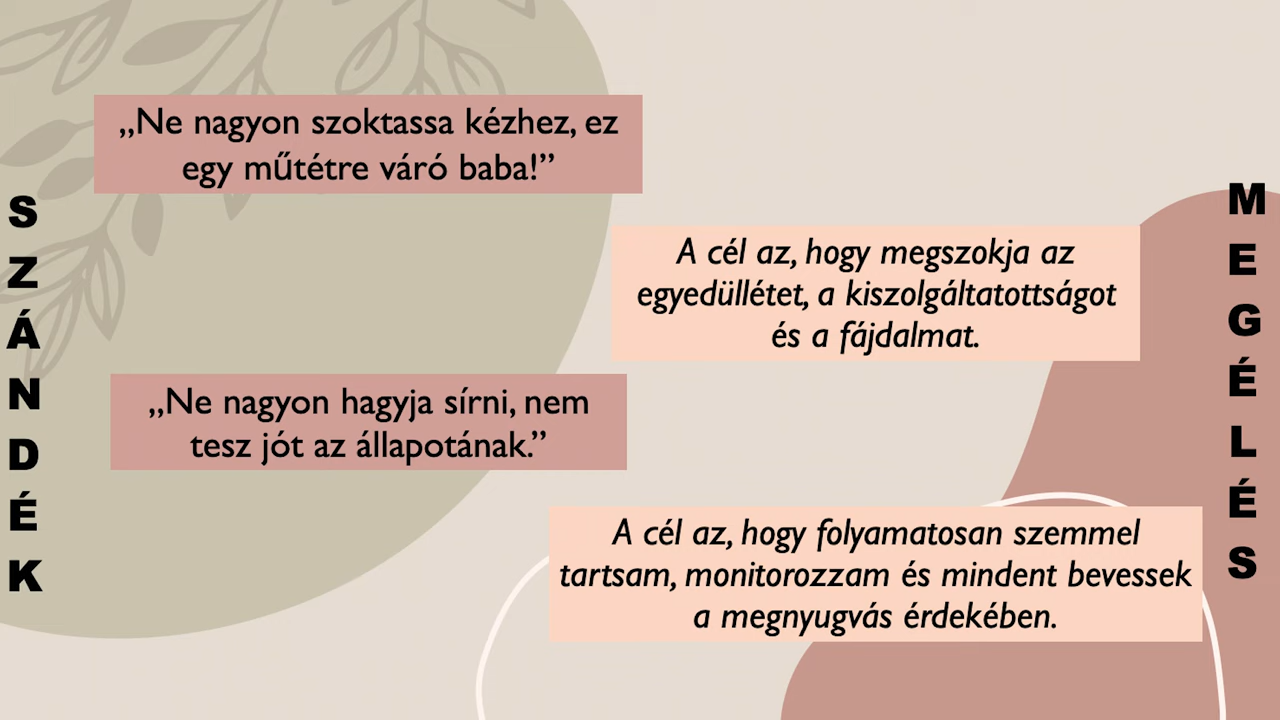 SZÁNDÉK
„Ne nagyon szoktassa kézhez, ez
egy műtétre váró baba!”
A cél az, hogy megszokja az
egyedüllétet, a kiszolgáltatottságot
és a fájdalmat.
„Ne nagyon hagyja sírni, nem
tesz jót az állapotának.”
A cél az, hogy folyamatosan szemmel
tartsam, monitorozzam és mindent bevessek
a megnyugvás érdekében.
MEGÉLÉS